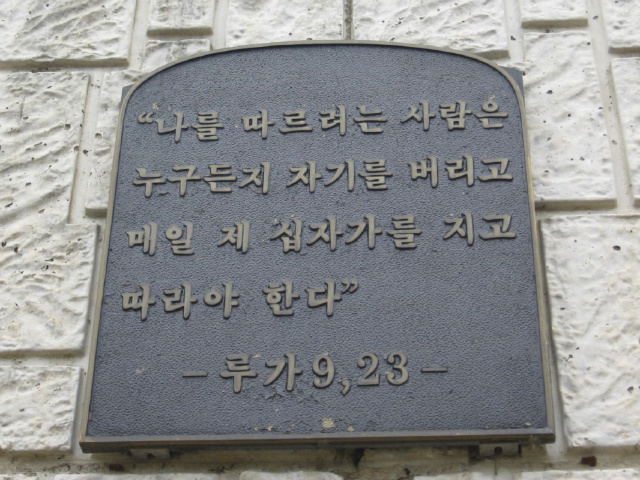 “나를 따르려는 사람은
누구든지 자기를 버리고
매일 제 십자가를 지고
따라야 한다”
– 루가 9,23 –